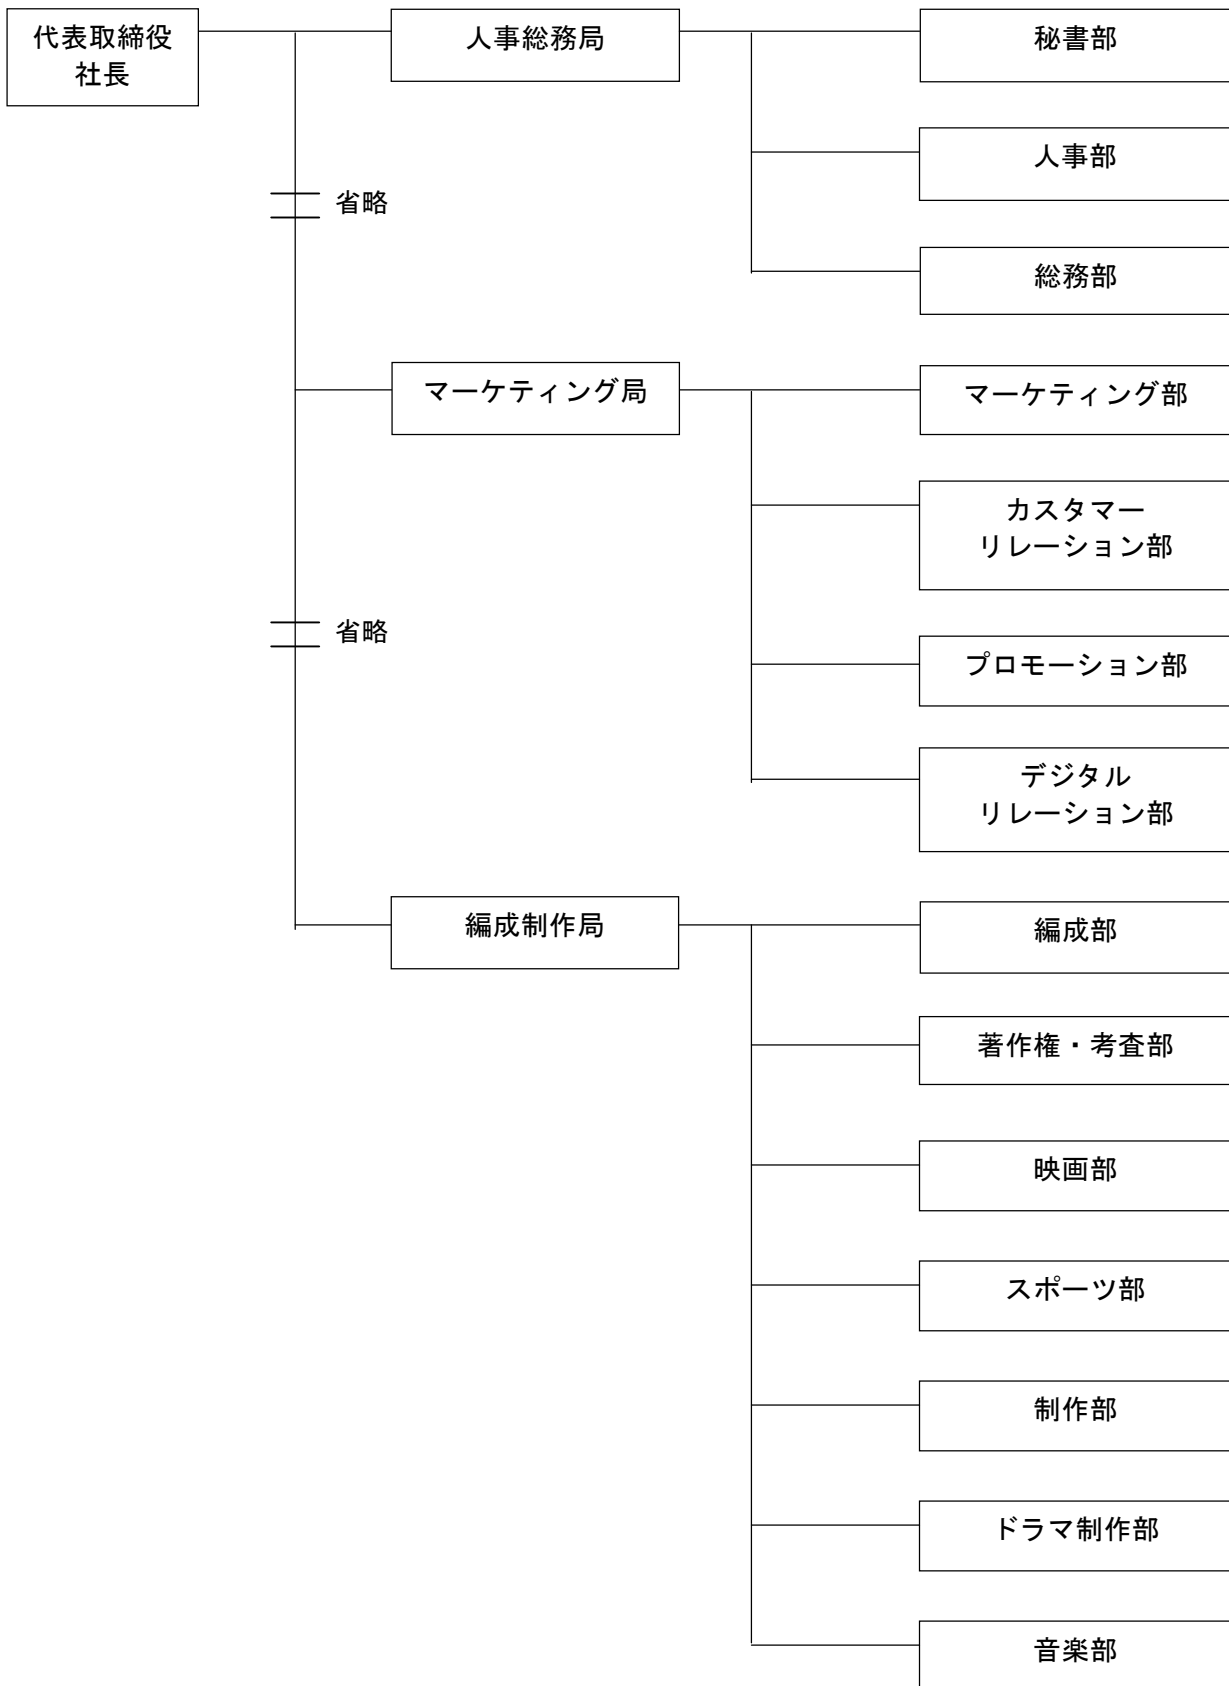 代表取締役
社長
人事総務局
秘書部
人事部
省略
総務部
マーケティング局
マーケティング部
カスタマー
リレーション部
省略
プロモーション部
デジタル
リレーション部
編成制作局
編成部
著作権・考査部
映画部
スポーツ部
制作部
ドラマ制作部
音楽部